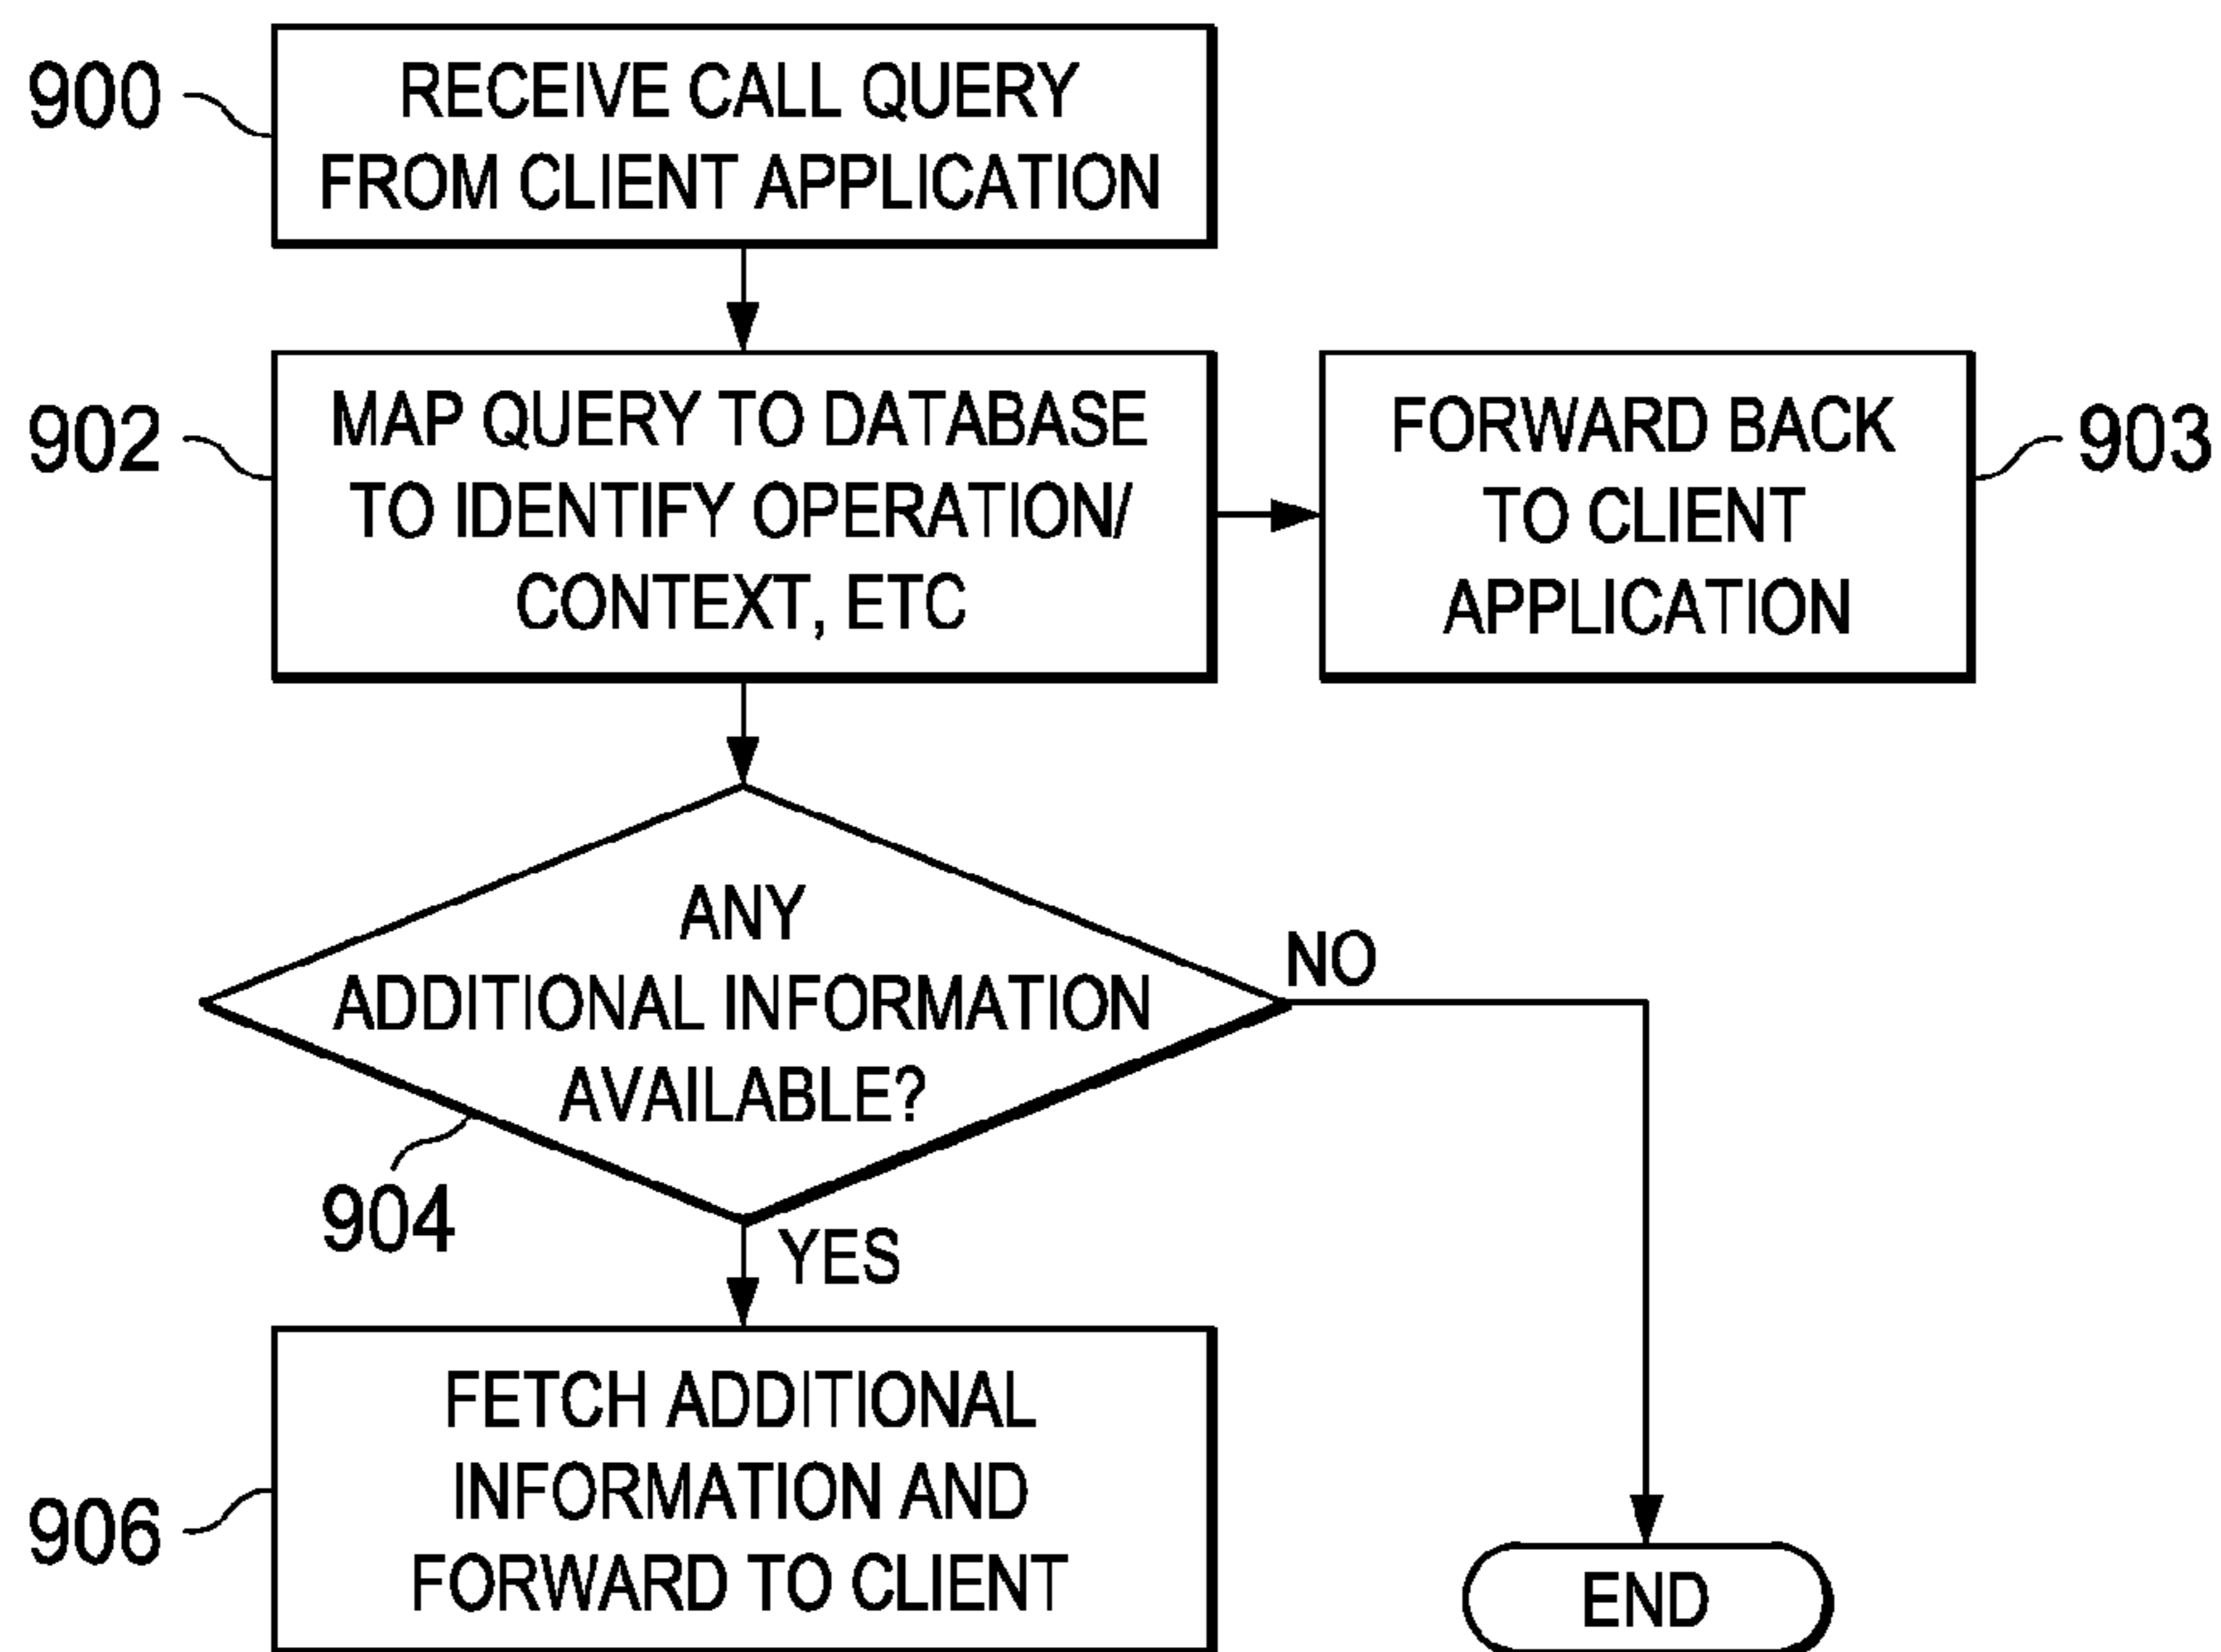 900
RECEIVE CALL QUERY
FROM CLIENT APPLICATION
902
MAP QUERY TO DATABASE
TO IDENTIFY OPERATION/
CONTEXT, ETC
FORWARD BACK
TO CLIENT
APPLICATION
903
ANY
ADDITIONAL INFORMATION
AVAILABLE?
NO
904
YES
906
FETCH ADDITIONAL
INFORMATION AND
FORWARD TO CLIENT
END